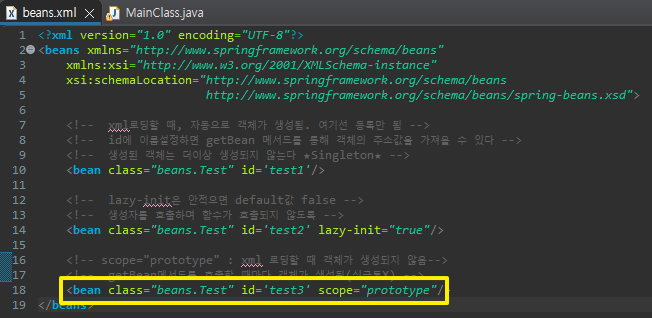 beans.xml MainClass.java
1 <?xml version="1.0" encoding="UTF-8"?>
2 <beans xmlns="http://www.springframework.org/schema/beans"
3 xmlns:xsi="http://www.w3.org/2001/XMLSchema-instance"
4 xsi:schemaLocation="http://www.springframework.org/schema/beans
5 http://www.springframework.org/schema/beans/spring-beans.xsd">
6
7 <!-- xml로딩할 때, 자동으로 객체가 생성됨. 여기선 등록만 됨 -->
8 <!-- id에 이름설정하면 getBean 메서드를 통해 객체의 주소값을 가져올 수 있다 -->
9 <!-- 생성된 객체는 더이상 생성되지 않는다 ★Singleton★ -->
10 <bean class="beans.Test" id='test1'/>
11
12 <!-- lazy-init은 안적으면 default값 false -->
13 <!-- 생성자를 호출하며 함수가 호출되지 않도록 -->
14 <bean class="beans.Test" id='test2' lazy-init="true"/>
15
16 <!-- scope="prototype" : xml 로딩할 때 객체가 생성되지 않음-->
17 <!-- getBean메서드를 호출할 때마다 객체가 생성됨(싱글톤X) -->
18 <bean class="beans.Test" id='test3' scope="prototype"/
19 </beans>